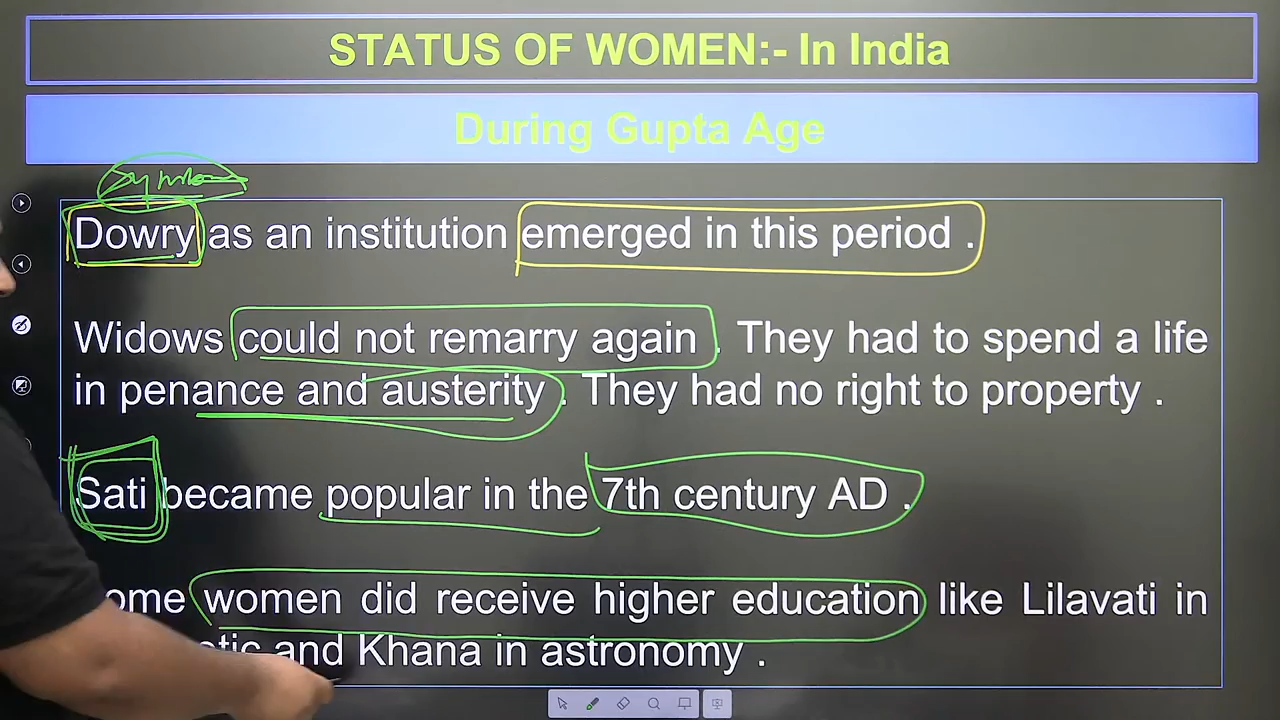 STATUS OF WOMEN:- In India
During Gupta Age
Dowry as an institution emerged in this period .
Widows could not remarry again . They had to spend a life
in penance and austerity . They had no right to property .
Sati became popular in the 7th century AD .
women did receive higher education like Lilavati in
and Khana in astronomy .